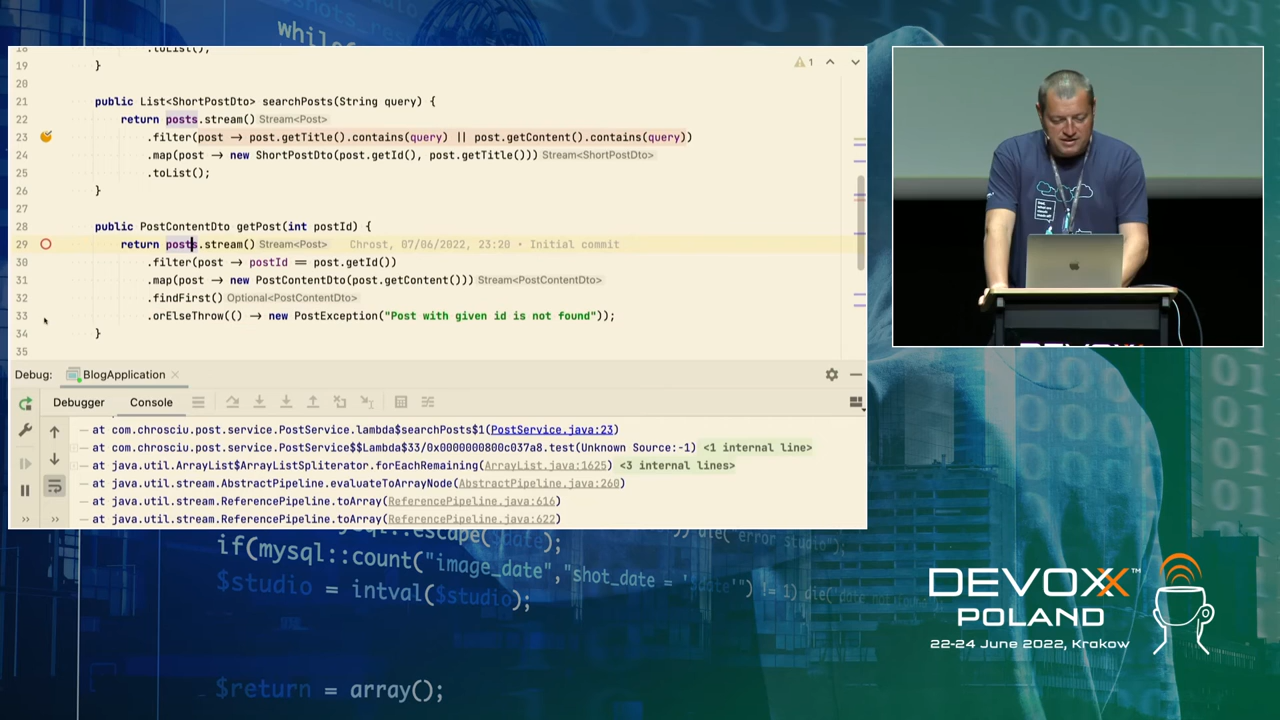 while
18 .toList();
19 }
1
20
21 public List<ShortPostDto> searchPosts(String query) {
22 return posts.stream() Stream<Post>
23 .filter(post → post.getTitle().contains(query) || post.getContent().contains(query))
24 .map(post → new ShortPostDto(post.getId(), post.getTitle())) Stream<ShortPostDto>
25 .toList();
26 }
27
28 public PostContentDto getPost(int postId) {
29 return posts.stream() Stream<Post> Chrost, 07/06/2022, 23:20 • Initial commit
30 .filter(post → postId == post.getId())
31 .map(post → new PostContentDto(post.getContent())) Stream<PostContentDto>
32 .findFirst() Optional<PostContentDto>
33 .orElseThrow(() → new PostException("Post with given id is not found"));
34 }
35
Debug: BlogApplication
Debugger Console
at com.chrosciu.post.service.PostService.lambda$searchPosts$1(PostService.java:23)
at com.chrosciu.post.service.PostService$$Lambda$33/0x0000000800c037a8.test(Unknown Source:-1) <1 internal line>
at java.util.ArrayList$ArrayListSpliterator.forEachRemaining(ArrayList.java:1625) <3 internal lines>
at java.util.stream.AbstractPipeline.evaluateToArrayNode(AbstractPipeline.java:260)
at java.util.stream.ReferencePipeline.toArray(ReferencePipeline.java:616)
at java.util.stream.ReferencePipeline.toArray(ReferencePipeline.java:622)
if(mysql::count("image_date","shot_date = '$date'") != 1) die(
$studio = intval($studio);
$return = array();
DEVOXX™
POLAND
22-24 June 2022, Krakow